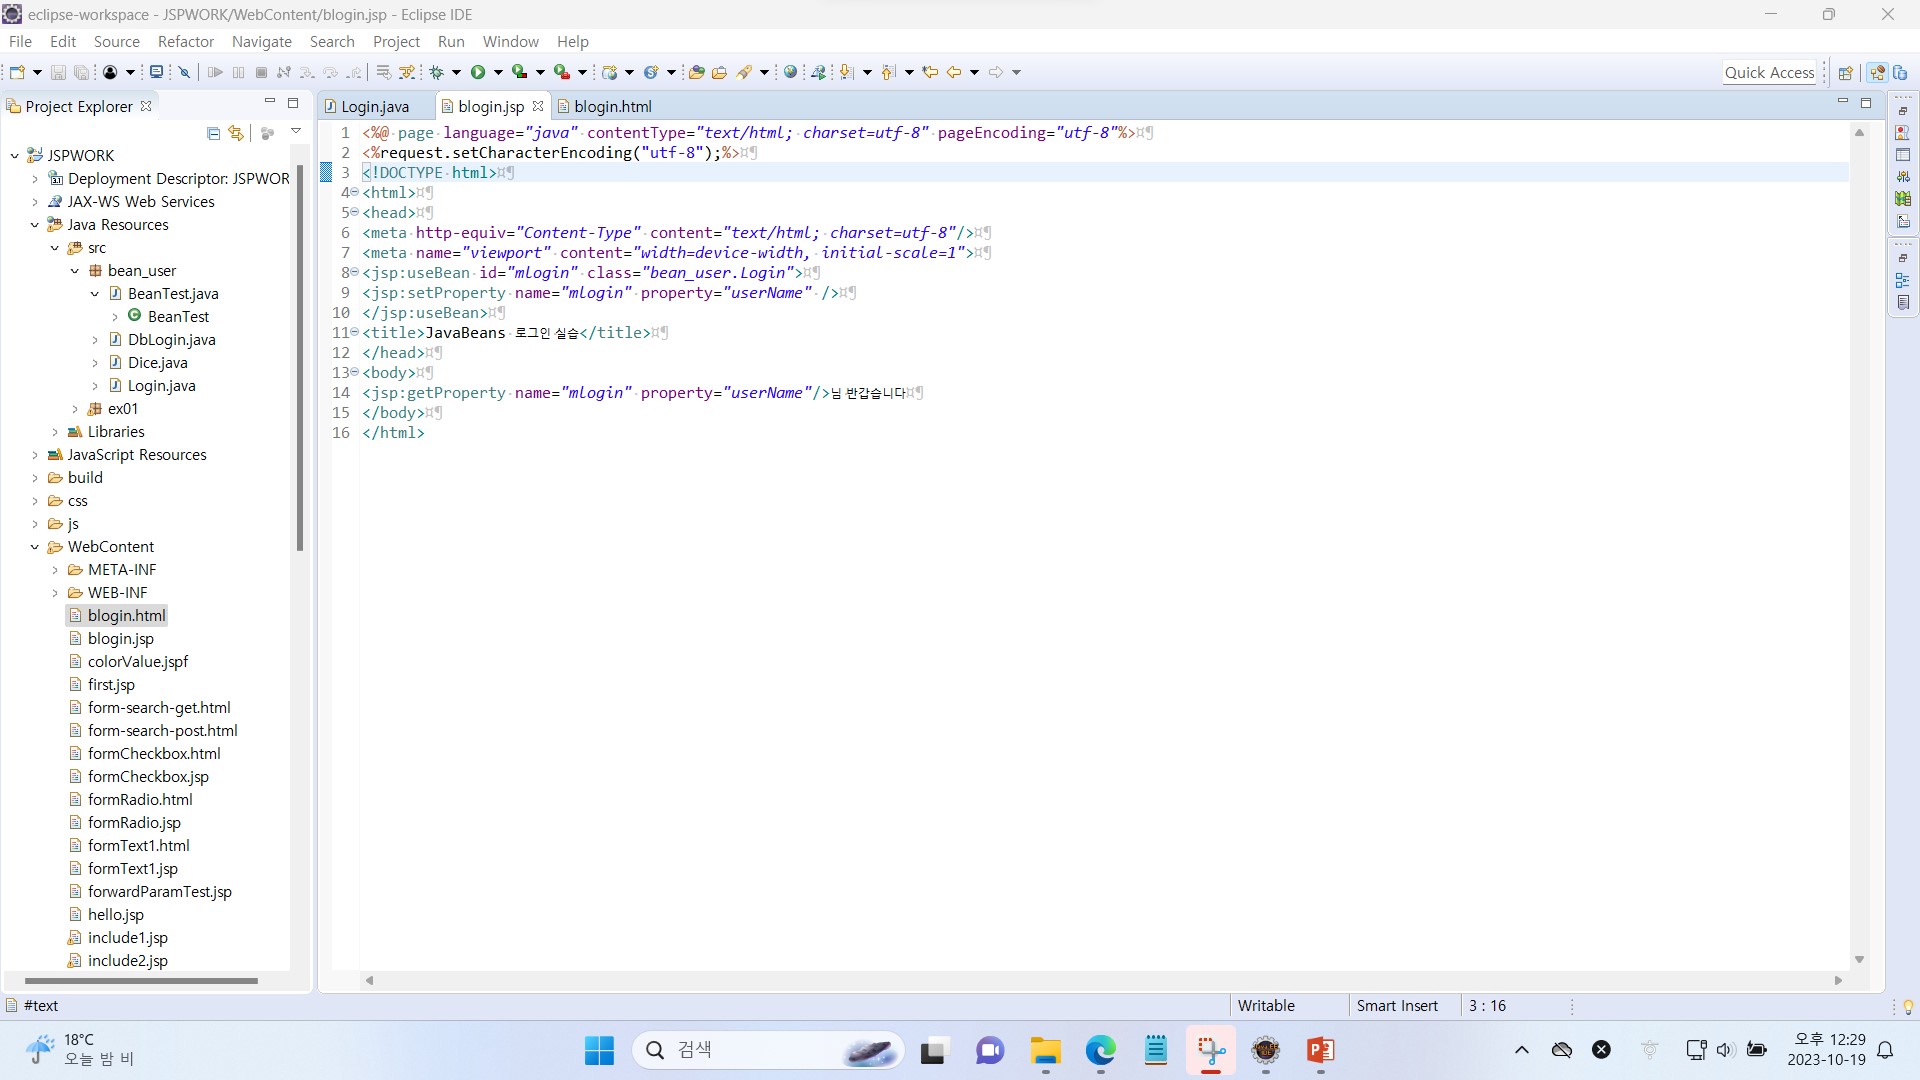 eclipse-workspace - JSPWORK/WebContent/blogin.jsp - Eclipse IDE
File Edit Source Refactor Navigate Search Project Run Window Help
Quick Access
Project Explorer
Login.java
blogin.jsp
blogin.html
JSPWORK
Deployment Descriptor: JSPWOR
JAX-WS Web Services
Java Resources
src
bean_user
BeanTest.java
BeanTest
DbLogin.java
Dice.java
Login.java
ex01
Libraries
JavaScript Resources
build
css
js
WebContent
META-INF
WEB-INF
blogin.html
blogin.jsp
colorValue.jspf
first.jsp
form-search-get.html
form-search-post.html
formCheckbox.html
formCheckbox.jsp
formRadio.html
formRadio.jsp
formText1.html
formText1.jsp
forwardParamTest.jsp
hello.jsp
include1.jsp
include2.jsp
1 <%@ page language="java" contentType="text/html; charset=utf-8" pageEncoding="utf-8"%>¤¶
2 <%request.setCharacterEncoding("utf-8");%>¤¶
3 <!DOCTYPE html>¤¶
4 <html>¤¶
5 <head>¤¶
6 <meta http-equiv="Content-Type" content="text/html; charset=utf-8"/>¤¶
7 <meta name="viewport" content="width=device-width, initial-scale=1">¤¶
8 <jsp:useBean id="mlogin" class="bean_user.Login">¤¶
9 <jsp:setProperty name="mlogin" property="userName" />¤¶
10 </jsp:useBean>¤¶
11 <title>JavaBeans 로그인 실습</title>¤¶
12 </head>¤¶
13 <body>¤¶
14 <jsp:getProperty name="mlogin" property="userName"/>님 반갑습니다¤¶
15 </body>¤¶
16 </html>
#text
Writable
Smart Insert
3 : 16
18°C
오늘 밤 비
검색
오후 12:29
2023-10-19